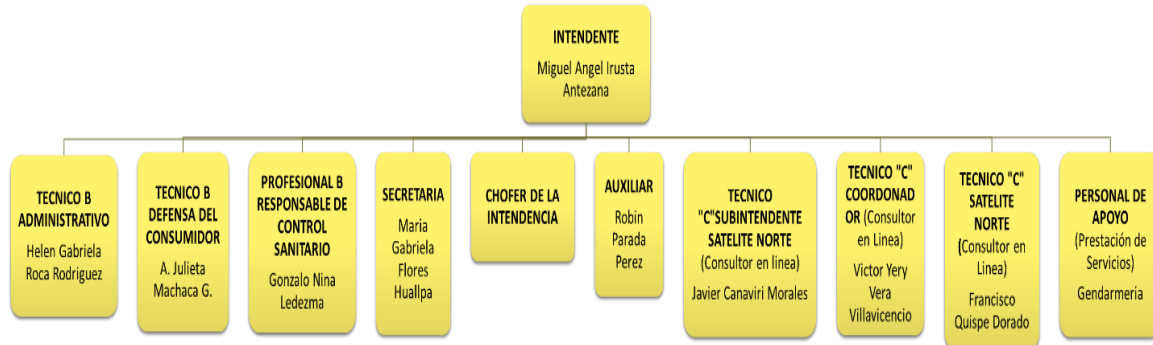 INTENDENTE
Miguel Angel Irusta
Antezana
TECNICO B
ADMINISTRATIVO
Helen Gabriela
Roca Rodriguez
TECNICO B
DEFENSA DEL
CONSUMIDOR
A. Julieta
Machaca G.
PROFESIONAL B
RESPONSABLE DE
CONTROL
SANITARIO
Gonzalo Nina
Ledezma
SECRETARIA
Maria
Gabriela
Flores
Huallpa
CHOFER DE LA
INTENDENCIA
AUXILIAR
Robin
Parada
Perez
TECNICO
"C"SUBINTENDENTE
SATELITE NORTE
(Consultor en linea)
Javier Canaviri Morales
TECNICO "C"
COORDONAD
OR (Consultor
en Linea)
Victor Yery
Vera
Villavicencio
TECNICO "C"
SATELITE
NORTE
(Consultor en
Linea)
Francisco
Quispe Dorado
PERSONAL DE
APOYO
(Prestación de
Servicios)
Gendarmeria